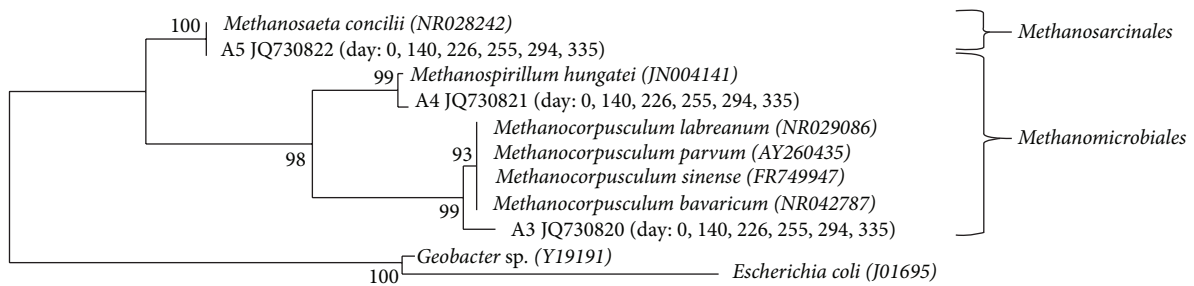 100
Methanosaeta concilii (NR028242)
A5 JQ730822 (day: 0, 140, 226, 255, 294, 335)
Methanosarcinales
99
Methanospirillum hungatei (JN004141)
A4 JQ730821 (day: 0, 140, 226, 255, 294, 335)
98
Methanocorpusculum labreanum (NR029086)
93
Methanocorpusculum parvum (AY260435)
Methanocorpusculum sinense (FR749947)
Methanocorpusculum bavaricum (NR042787)
99
A3 JQ730820 (day: 0, 140, 226, 255, 294, 335)
Methanomicrobiales
Geobacter sp. (Y19191)
100
Escherichia coli (J01695)